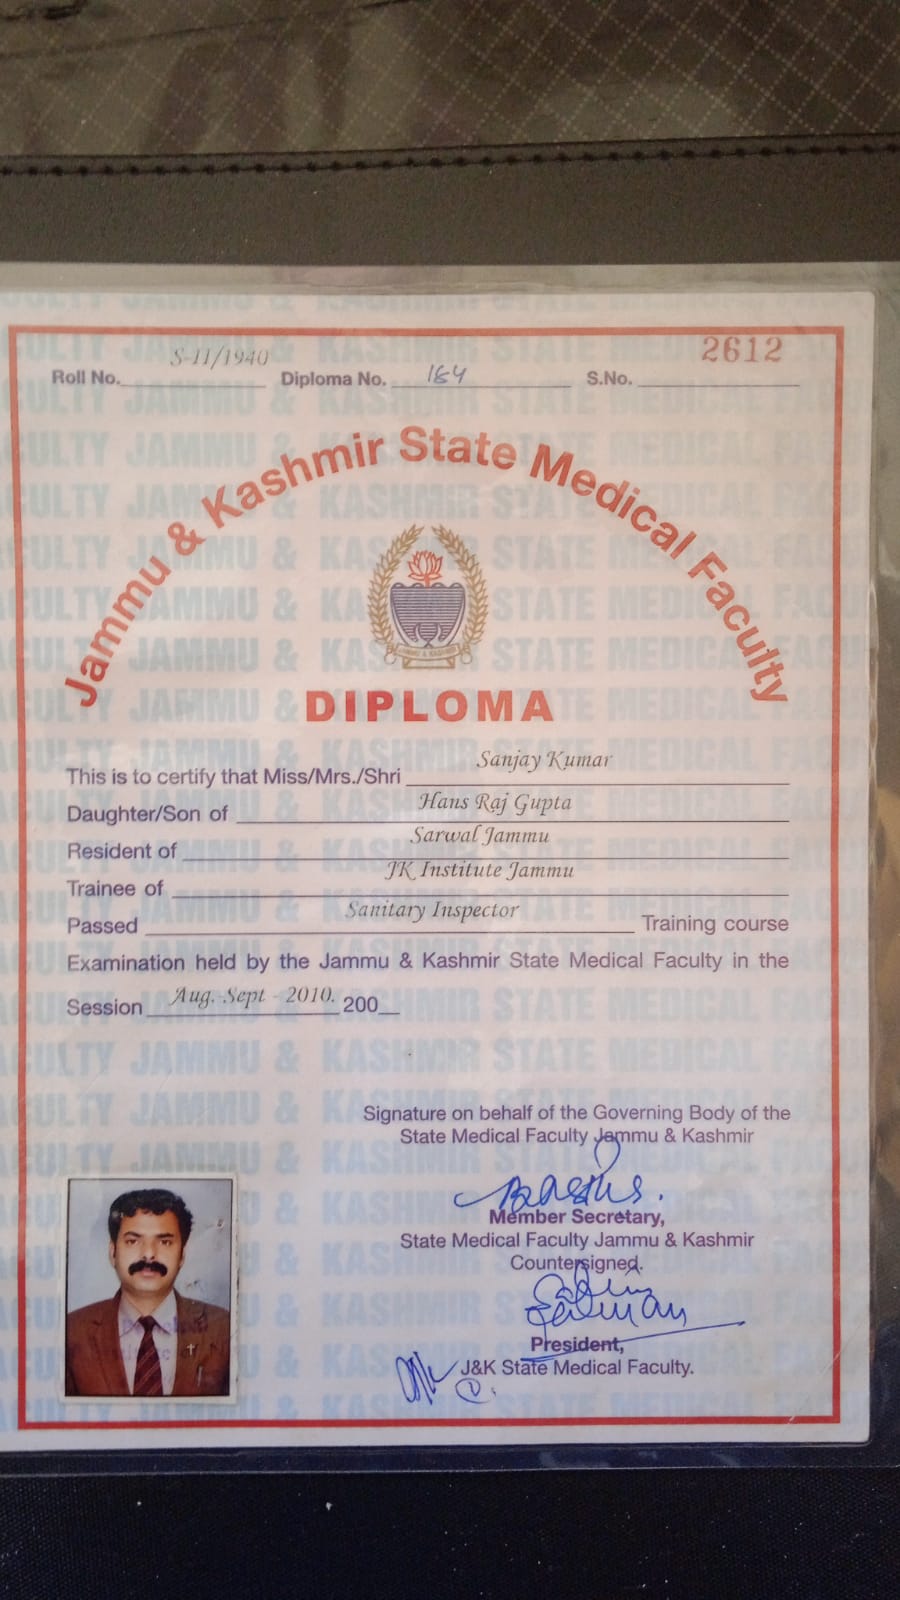 2612
S-11/1940
Roll No. Diploma No. 184 S.No.
Jammu & Kashmir State Medical Faculty
JAMMU & KASHMIR
DIPLOMA
Sanjay Kumar
This is to certify that Miss/Mrs./Shri
Hans Raj Gupta
Daughter/Son of
Sarwal Jammu
Resident of
JK Institute Jammu
Trainee of
Sanitary Inspector
Passed Training course
Examination held by the Jammu & Kashmir State Medical Faculty in the
Aug. Sept - 2010.
Session 200
Signature on behalf of the Governing Body of the
State Medical Faculty Jammu & Kashmir
Member Secretary,
State Medical Faculty Jammu & Kashmir
Countersigned.
President,
J&K State Medical Faculty.